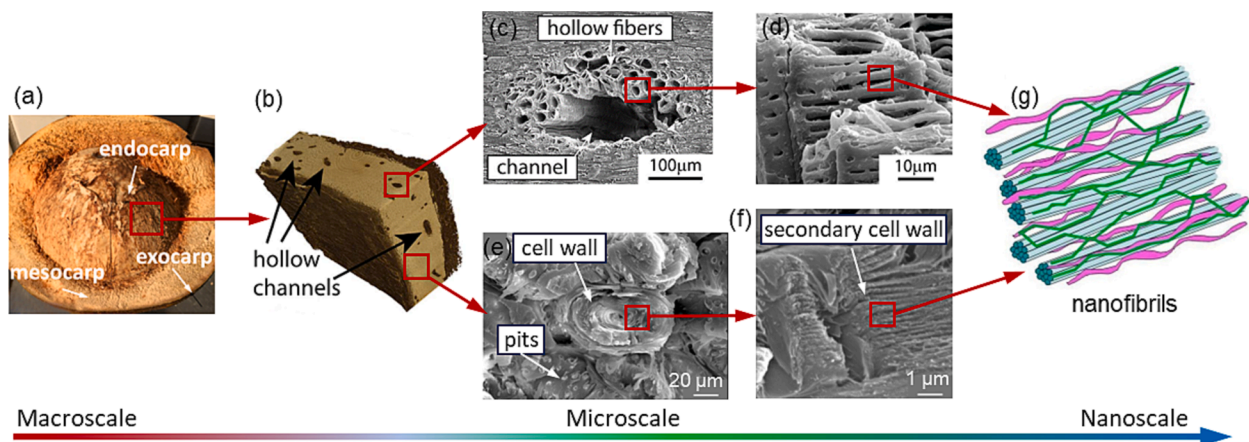 (a)
endocarp
mesocarp
exocarp
(b)
hollow
channels
(c)
hollow fibers
channel
100μm
(d)
10μm
(e)
cell wall
pits
20 μm
(f)
secondary cell wall
1 μm
(g)
nanofibrils
Macroscale
Microscale
Nanoscale